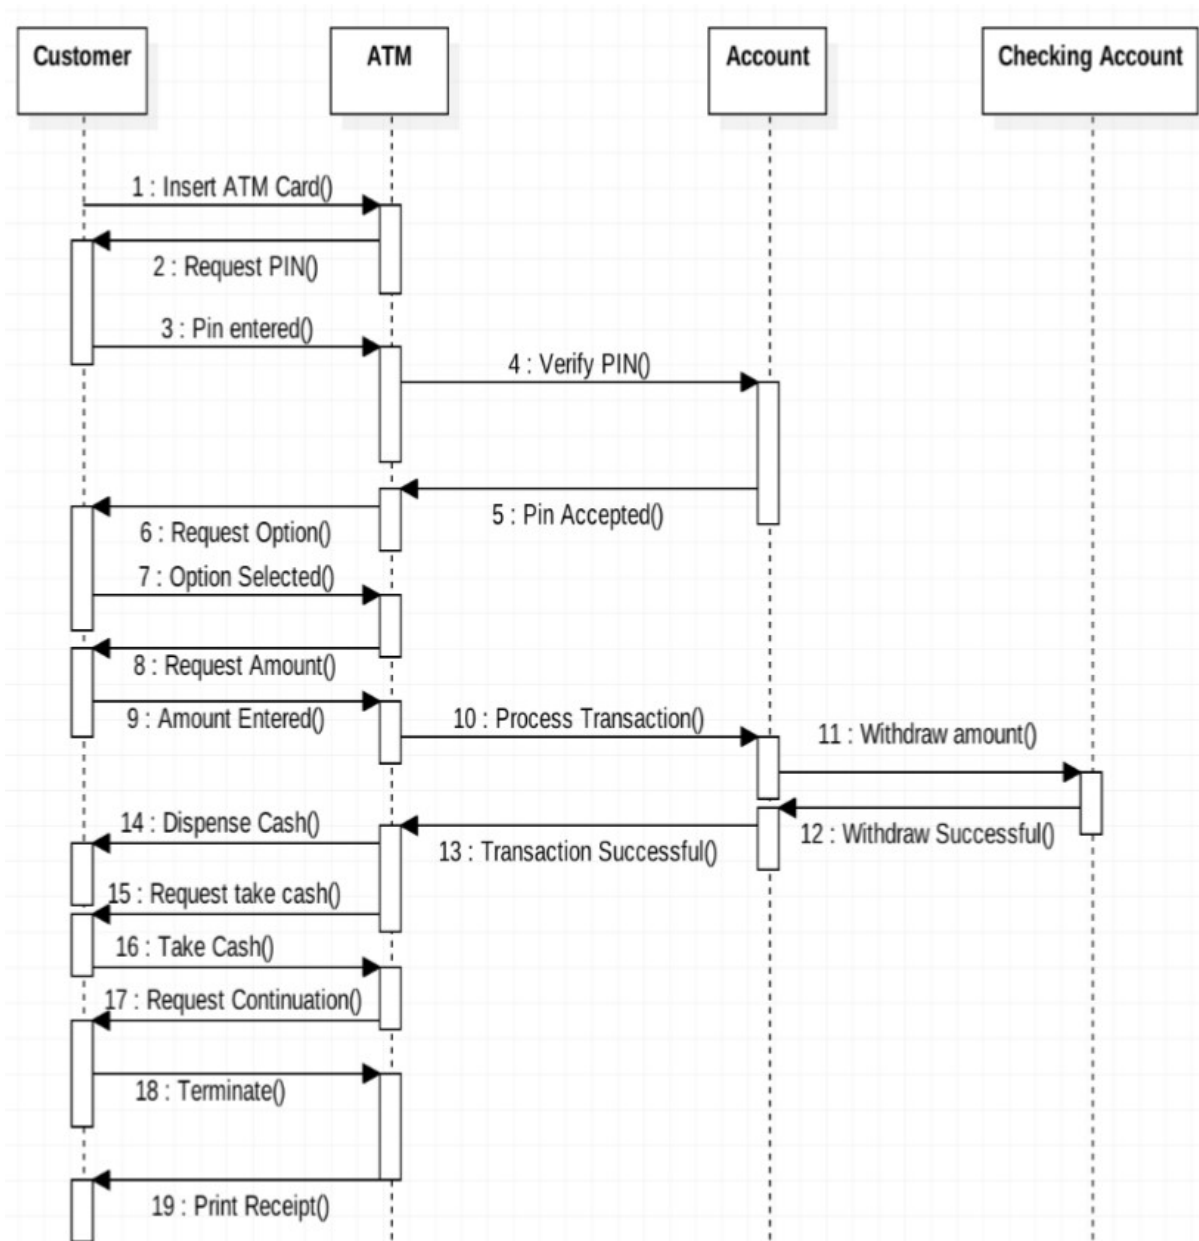 Customer
ATM
Account
Checking Account
1 : Insert ATM Card()
2 : Request PIN()
3 : Pin entered()
4 : Verify PIN()
5 : Pin Accepted()
6 : Request Option()
7 : Option Selected()
8 : Request Amount()
9 : Amount Entered()
10 : Process Transaction()
11 : Withdraw amount()
12 : Withdraw Successful()
13 : Transaction Successful()
14 : Dispense Cash()
15 : Request take cash()
16 : Take Cash()
17 : Request Continuation()
18 : Terminate()
19 : Print Receipt()